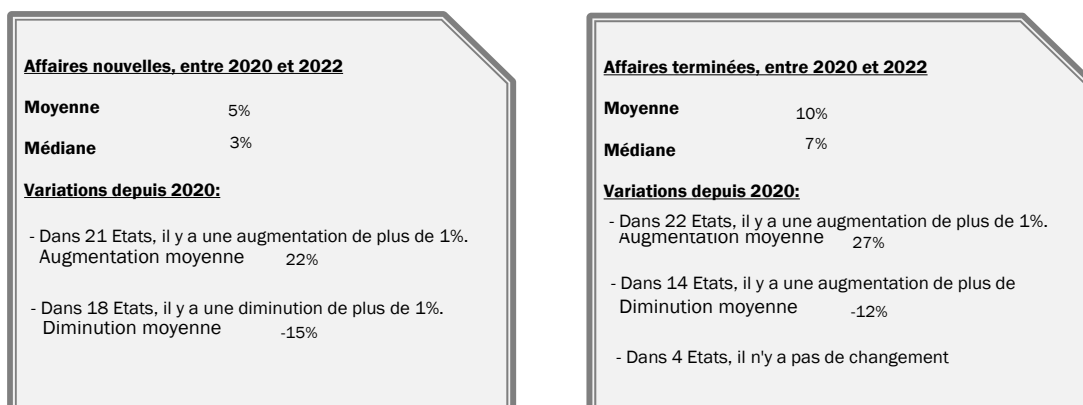 Affaires nouvelles, entre 2020 et 2022
Moyenne 5%
Médiane 3%
Variations depuis 2020:
- Dans 21 Etats, il y a une augmentation de plus de 1%.
Augmentation moyenne 22%
- Dans 18 Etats, il y a une diminution de plus de 1%.
Diminution moyenne -15%
Affaires terminées, entre 2020 et 2022
Moyenne 10%
Médiane 7%
Variations depuis 2020:
- Dans 22 Etats, il y a une augmentation de plus de 1%.
Augmentation moyenne 27%
- Dans 14 Etats, il y a une augmentation de plus de
Diminution moyenne -12%
- Dans 4 Etats, il n'y a pas de changement